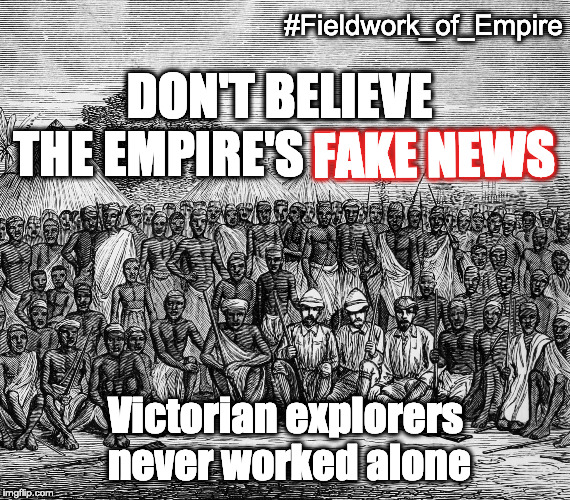 #Fieldwork_of_Empire
DON'T BELIEVE
THE EMPIRE'S FAKE NEWS
Victorian explorers
never worked alone
imgflip.com